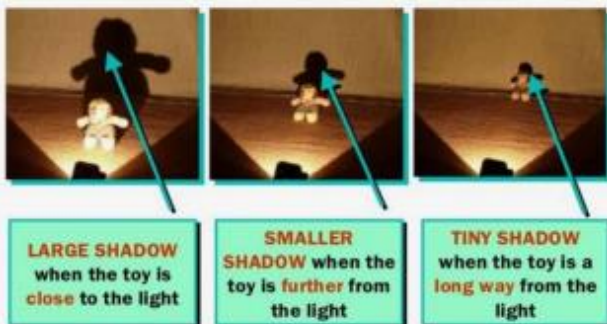 LARGE SHADOW
when the toy is
close to the light
SMALLER
SHADOW when the
toy is further from
the light
TINY SHADOW
when the toy is a
long way from the
light